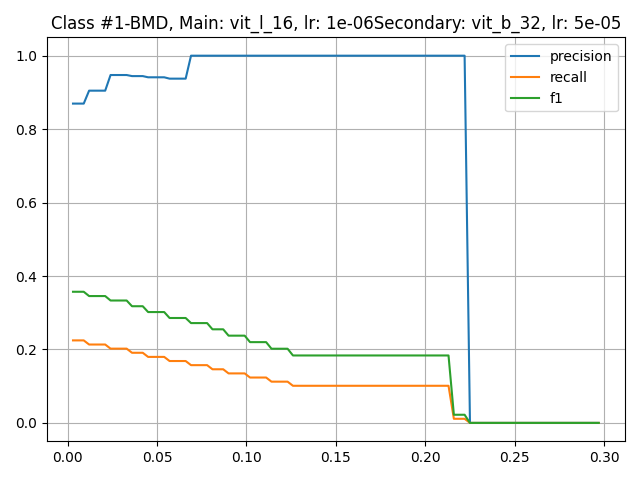 Class #1-BMD, Main: vit_l_16, lr: 1e-06Secondary: vit_b_32, lr: 5e-05
precision
recall
f1
1.0
0.8
0.6
0.4
0.2
0.0
0.00 0.05 0.10 0.15 0.20 0.25 0.30